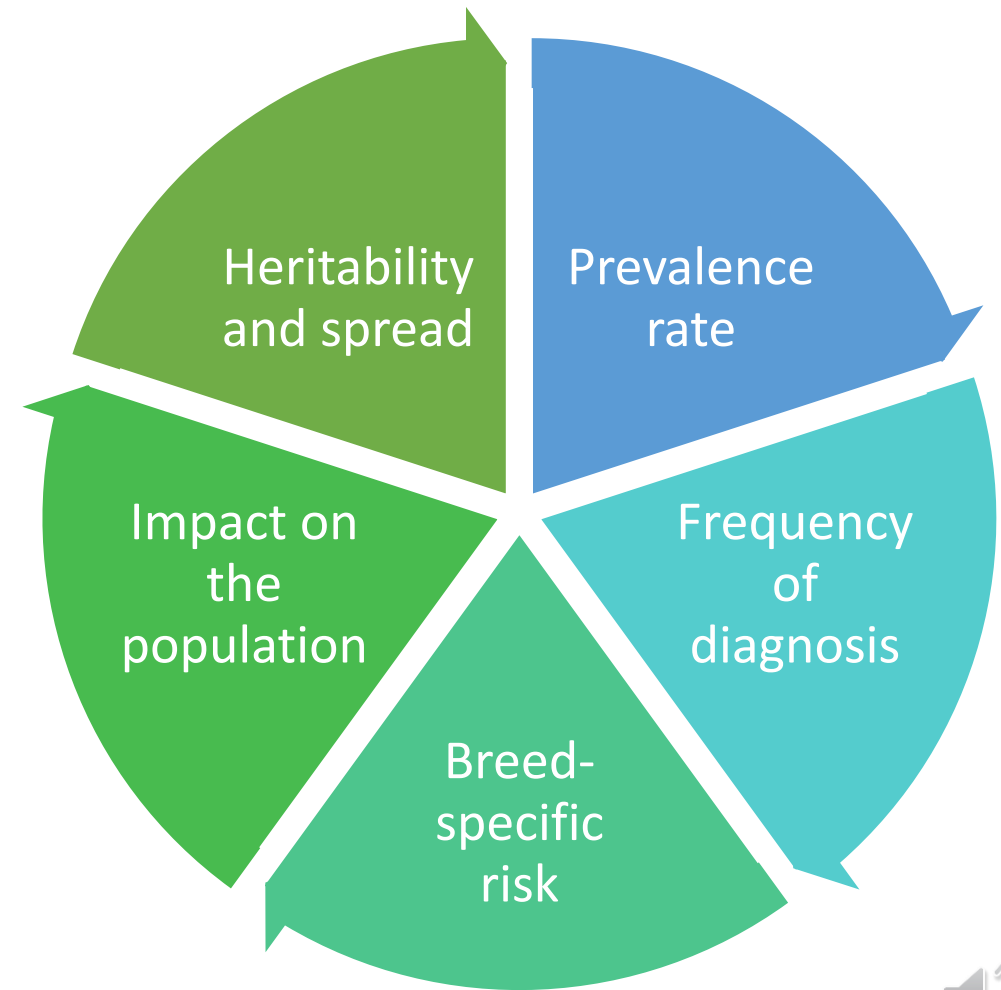 Heritability
and spread
Prevalence
rate
Frequency
of
diagnosis
Breed-
specific
risk
Impact on
the
population